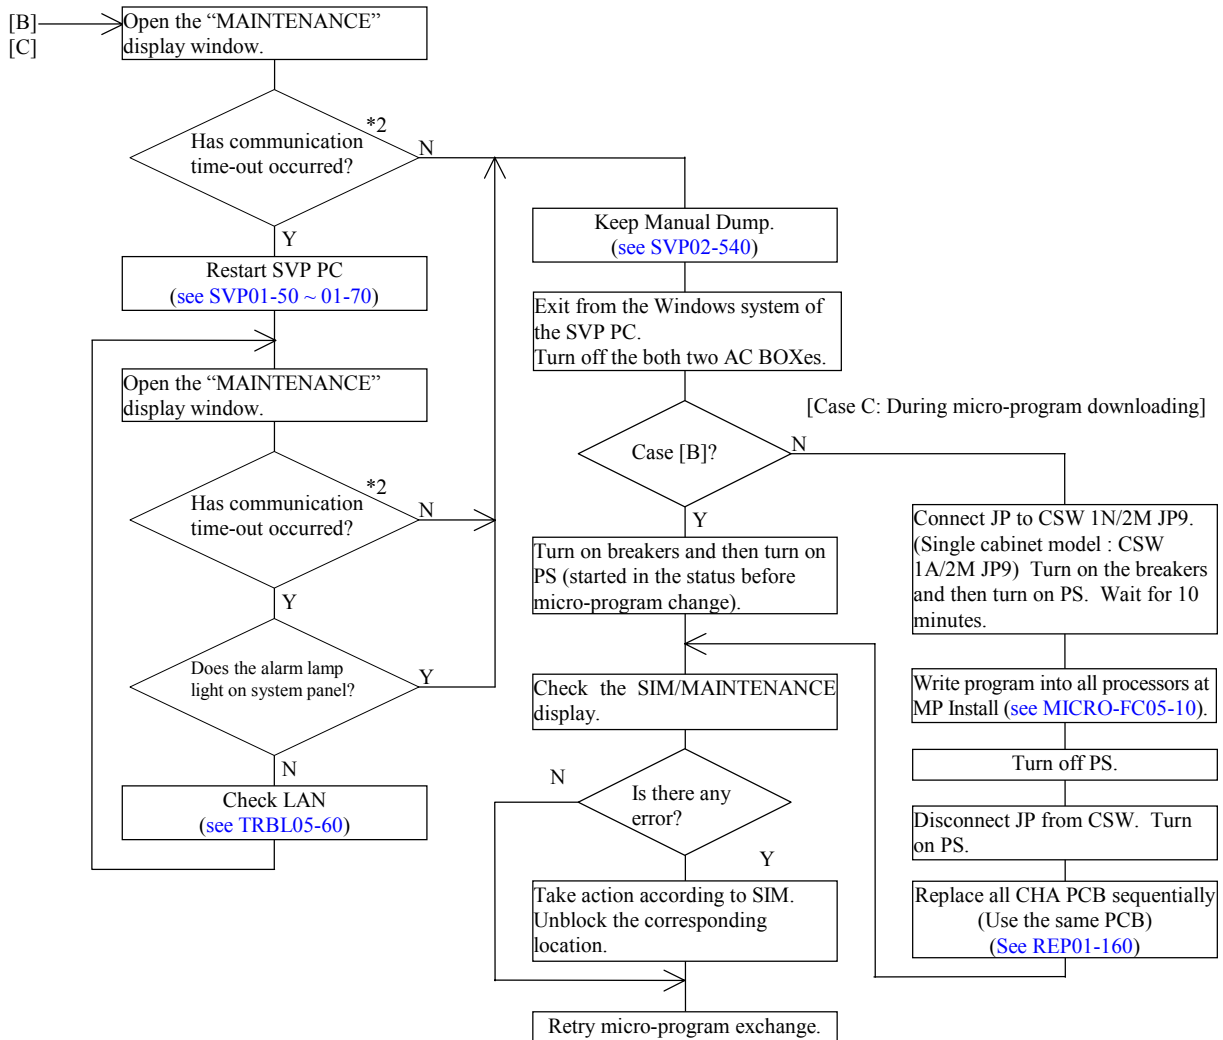 [B]
[C]
Open the “MAINTENANCE”
display window.
*2
Has communication
time-out occurred?
N
Y
Restart SVP PC
(see SVP01-50 ~ 01-70)
Open the “MAINTENANCE”
display window.
*2
Has communication
time-out occurred?
N
Y
Does the alarm lamp
light on system panel?
Y
N
Check LAN
(see TRBL05-60)
Keep Manual Dump.
(see SVP02-540)
Exit from the Windows system of
the SVP PC.
Turn off the both two AC BOXes.
[Case C: During micro-program downloading]
Case [B]?
N
Y
Turn on breakers and then turn on
PS (started in the status before
micro-program change).
Check the SIM/MAINTENANCE
display.
N
Is there any
error?
Y
Take action according to SIM.
Unblock the corresponding
location.
Retry micro-program exchange.
Connect JP to CSW 1N/2M JP9.
(Single cabinet model : CSW
1A/2M JP9)  Turn on the breakers
and then turn on PS.  Wait for 10
minutes.
Write program into all processors at
MP Install (see MICRO-FC05-10).
Turn off PS.
Disconnect JP from CSW.  Turn
on PS.
Replace all CHA PCB sequentially
(Use the same PCB)
(See REP01-160)